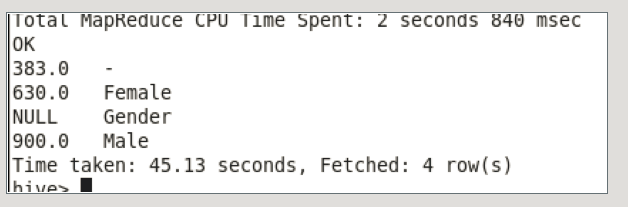 Total MapReduce CPU Time Spent: 2 seconds 840 msec
OK
383.0   -
630.0   Female
NULL    Gender
900.0   Male
Time taken: 45.13 seconds, Fetched: 4 row(s)
hive>